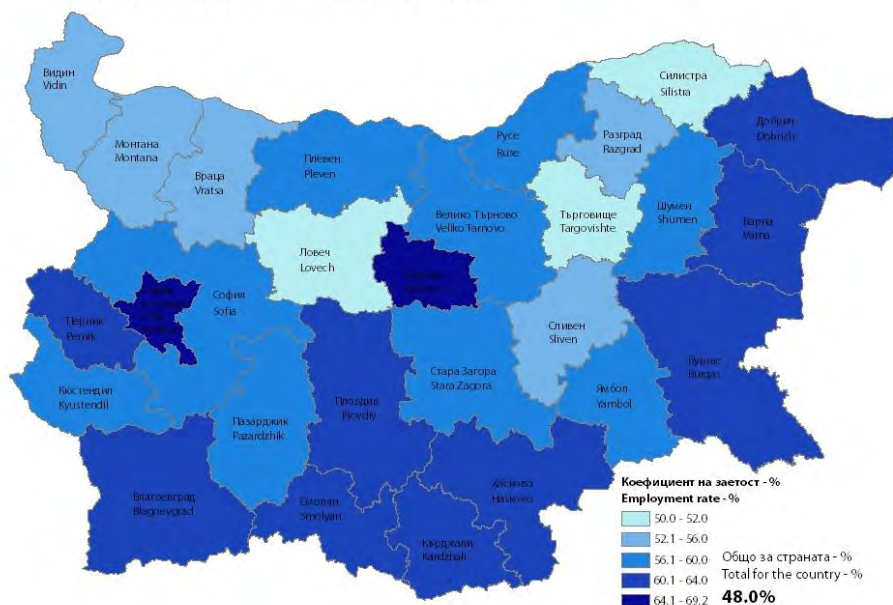 Видин
Vidin
Монтана
Montana
Враца
Vratsa
Плевен
Pleven
Русе
Ruse
Разград
Razgrad
Силистра
Silistra
Добрич
Dobrich
Велико Търново
Veliko Tarnovo
Търговище
Targovishte
Шумен
Shumen
Варна
Varna
Ловеч
Lovech
София
Sofia
Перник
Pernik
Кюстендил
Kyustendil
Пазарджик
Pazardzhik
Пловдив
Plovdiv
Стара Загора
Stara Zagora
Сливен
Sliven
Ямбол
Yambol
Бургас
Burgas
Благоевград
Blagoevgrad
Смолян
Smolyan
Кърджали
Kardzhali
Хасково
Haskovo
Коефициент на заетост - %
Employment rate - %
50.0 - 52.0
52.1 - 56.0
56.1 - 60.0
60.1 - 64.0
64.1 - 69.2
Общо за страната - %
Total for the country - %
48.0%